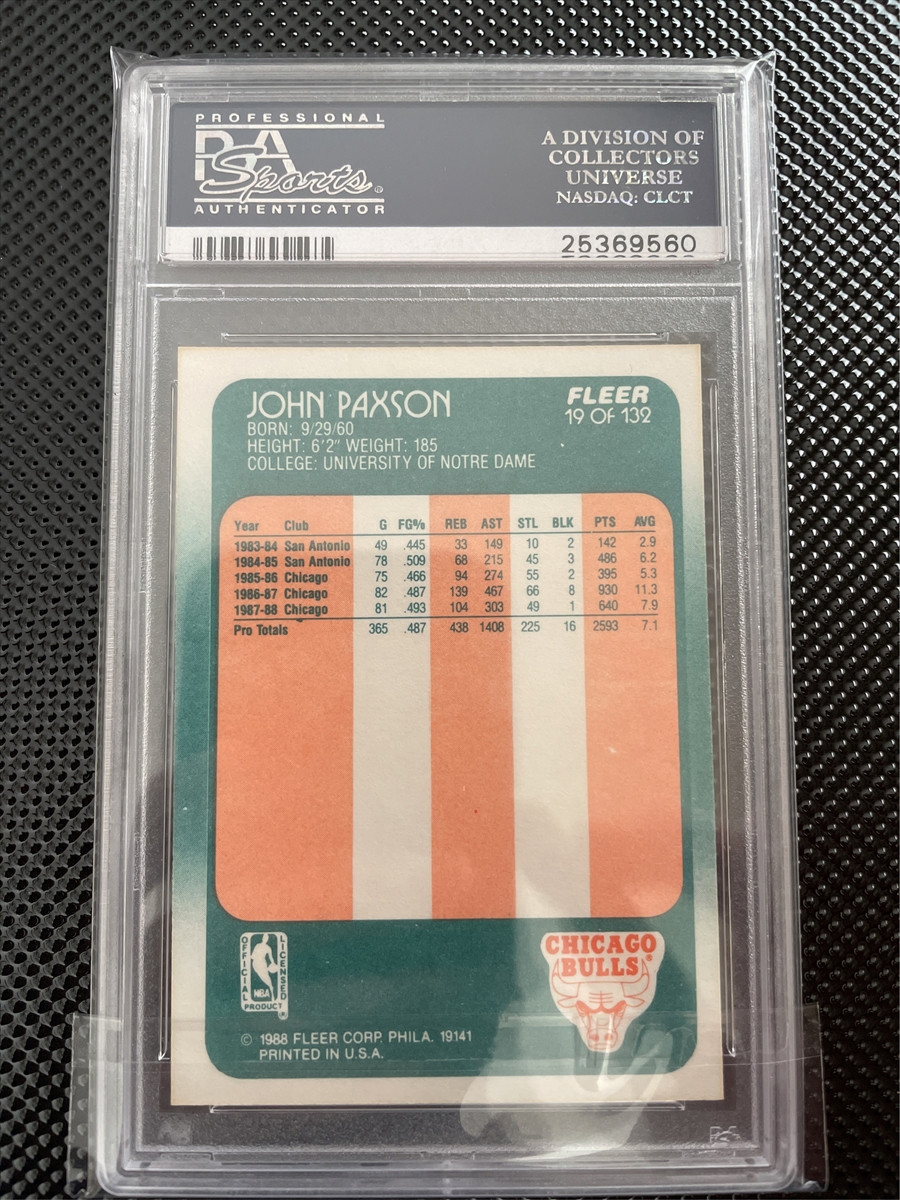 PROFESSIONAL
PSA
Sports®
AUTHENTICATOR
A DIVISION OF
COLLECTORS
UNIVERSE
NASDAQ: CLCT
25369560
JOHN PAXSON
BORN: 9/29/60
HEIGHT: 6'2" WEIGHT: 185
COLLEGE: UNIVERSITY OF NOTRE DAME
FLEER
19 OF 132
Year Club G FG% REB AST STL BLK PTS AVG
1983-84 San Antonio 49 .445 33 149 10 2 142 2.9
1984-85 San Antonio 78 .509 68 215 45 3 486 6.2
1985-86 Chicago 75 .466 94 274 55 2 395 5.3
1986-87 Chicago 82 .487 139 467 66 8 930 11.3
1987-88 Chicago 81 .493 104 303 49 1 640 7.9
Pro Totals 365 .487 438 1408 225 16 2593 7.1
OFFICIAL
LICENSED
NBA
PRODUCT®
CHICAGO
BULLS®
© 1988 FLEER CORP. PHILA. 19141
PRINTED IN U.S.A.